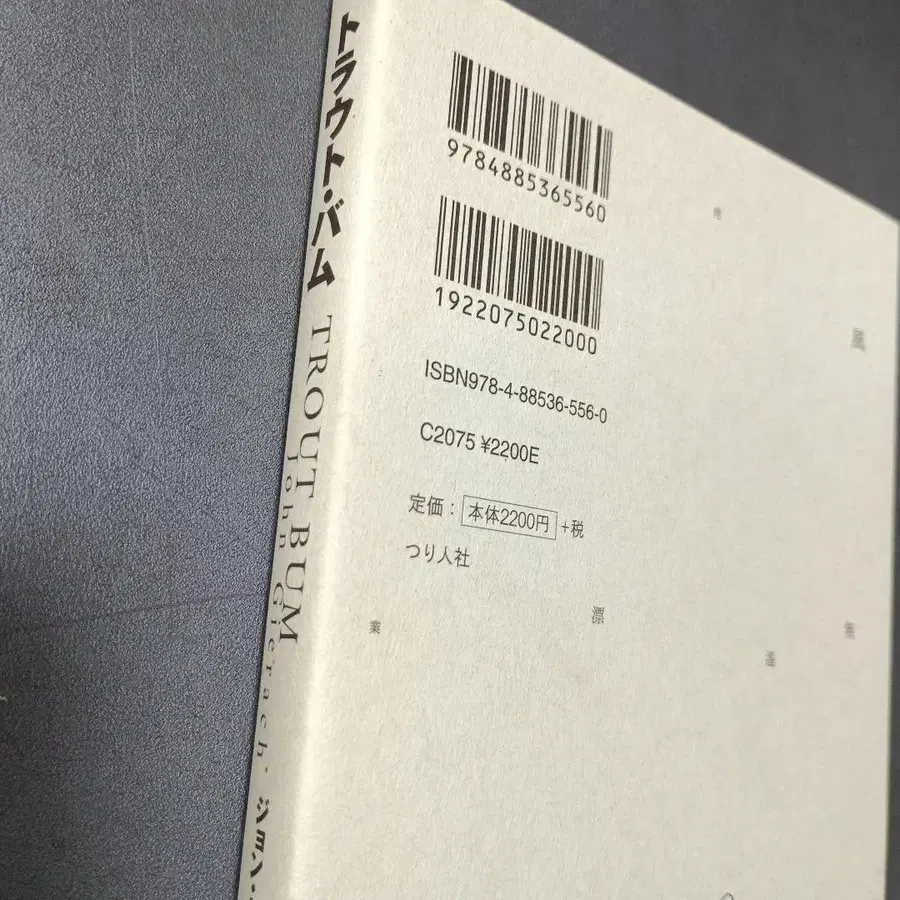 トラウト・バム TROUT BUM
John Gierach
ジョン・
9784885365560
1922075022000
ISBN978-4-88536-556-0
C2075 ¥2200E
定価：本体2200円+税
つり人社
風
漂